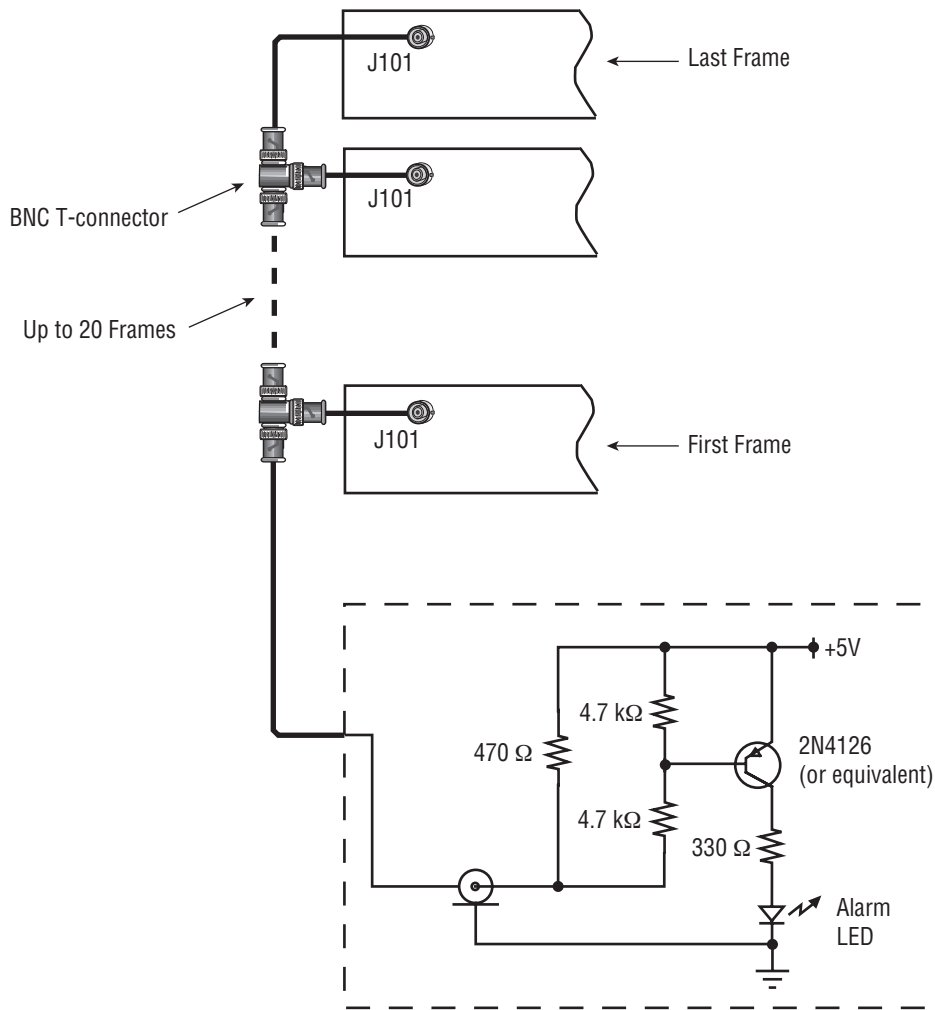 J101
Last Frame
J101
BNC T-connector
Up to 20 Frames
J101
First Frame
+5V
4.7 kΩ
470 Ω
2N4126
(or equivalent)
4.7 kΩ
330 Ω
Alarm
LED